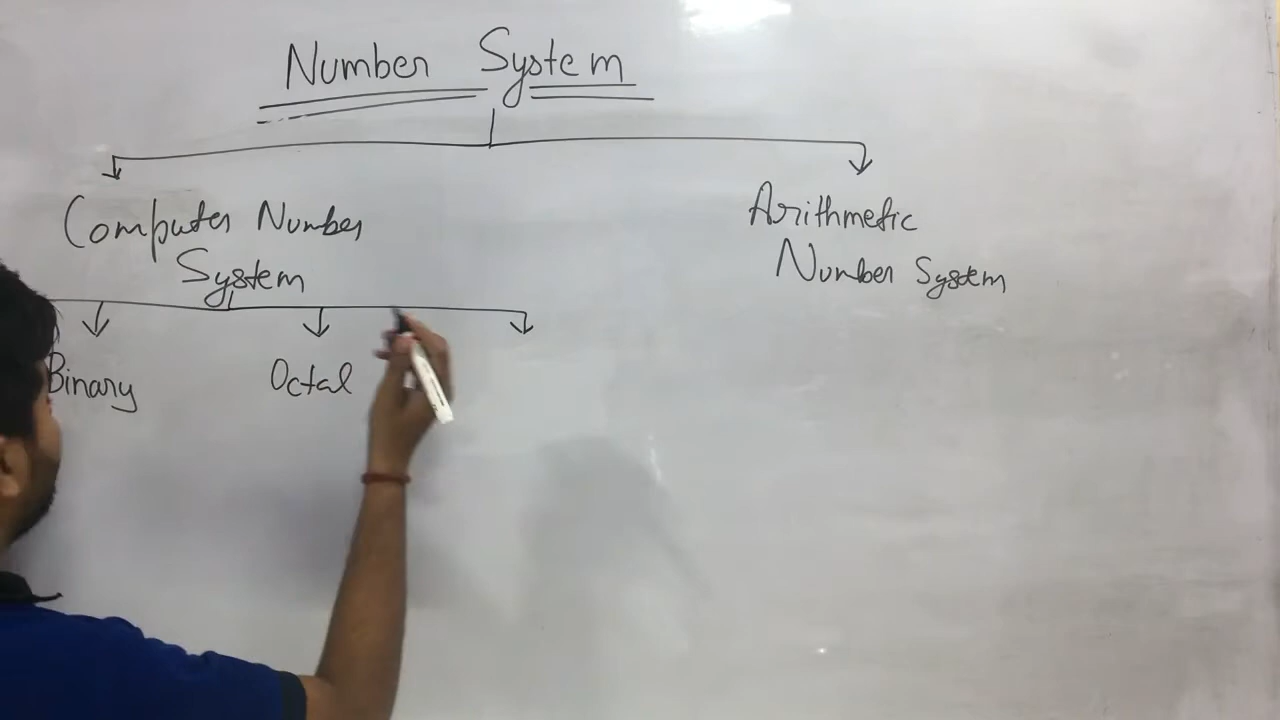 Number System
Computer Number
System
Arithmetic
Number System
Binary
Octal